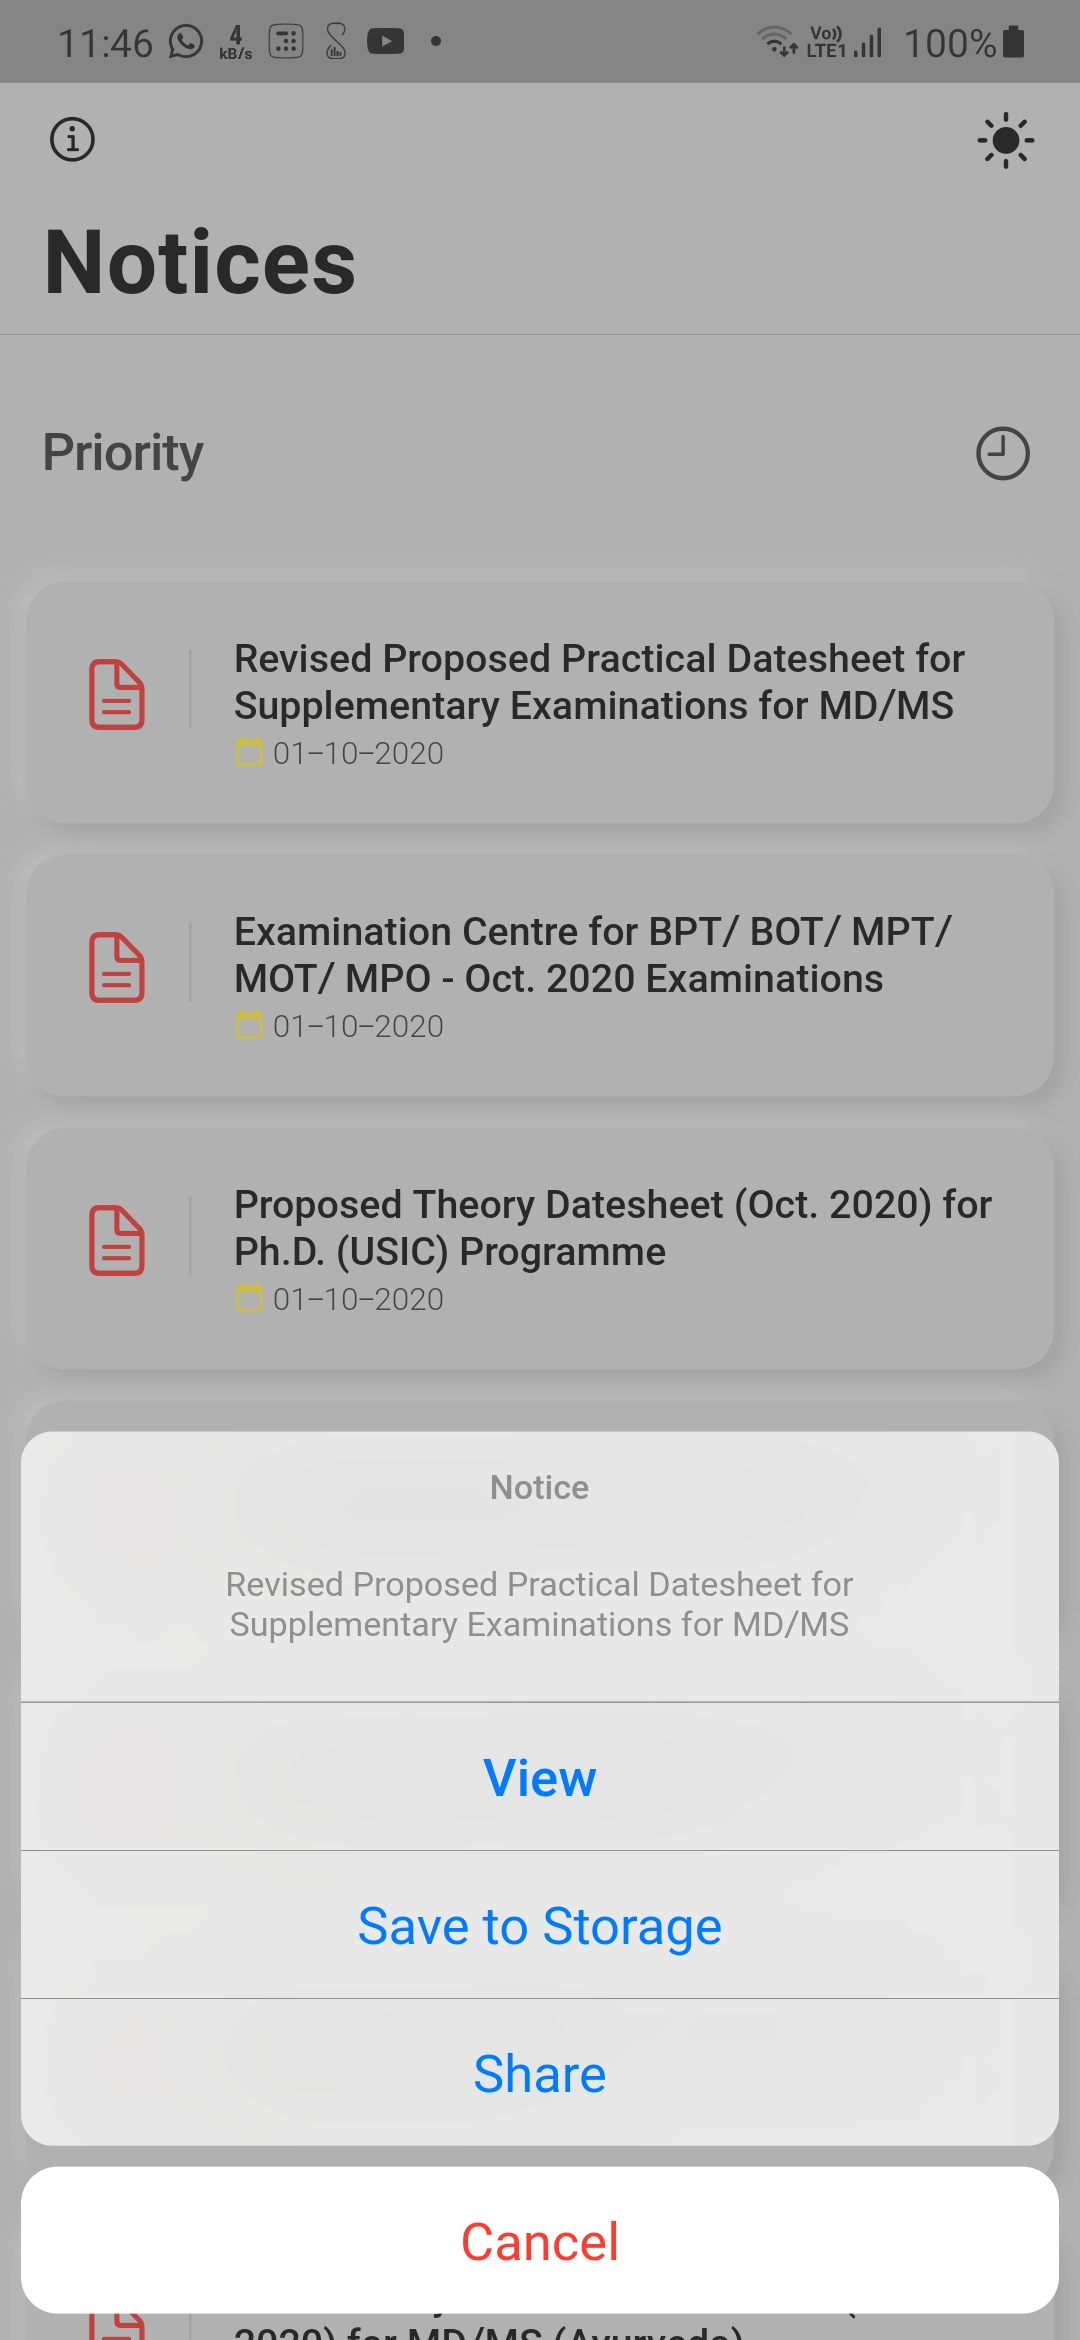 11:46 4 kB/s Vo)) LTE1 100%
Notices
Priority
Revised Proposed Practical Datesheet for
Supplementary Examinations for MD/MS
01–10–2020
Examination Centre for BPT/ BOT/ MPT/
MOT/ MPO - Oct. 2020 Examinations
01–10–2020
Proposed Theory Datesheet (Oct. 2020) for
Ph.D. (USIC) Programme
01–10–2020
Notice
Revised Proposed Practical Datesheet for
Supplementary Examinations for MD/MS
View
Save to Storage
Share
Cancel
2020) for MD/MS (Ayurveda)